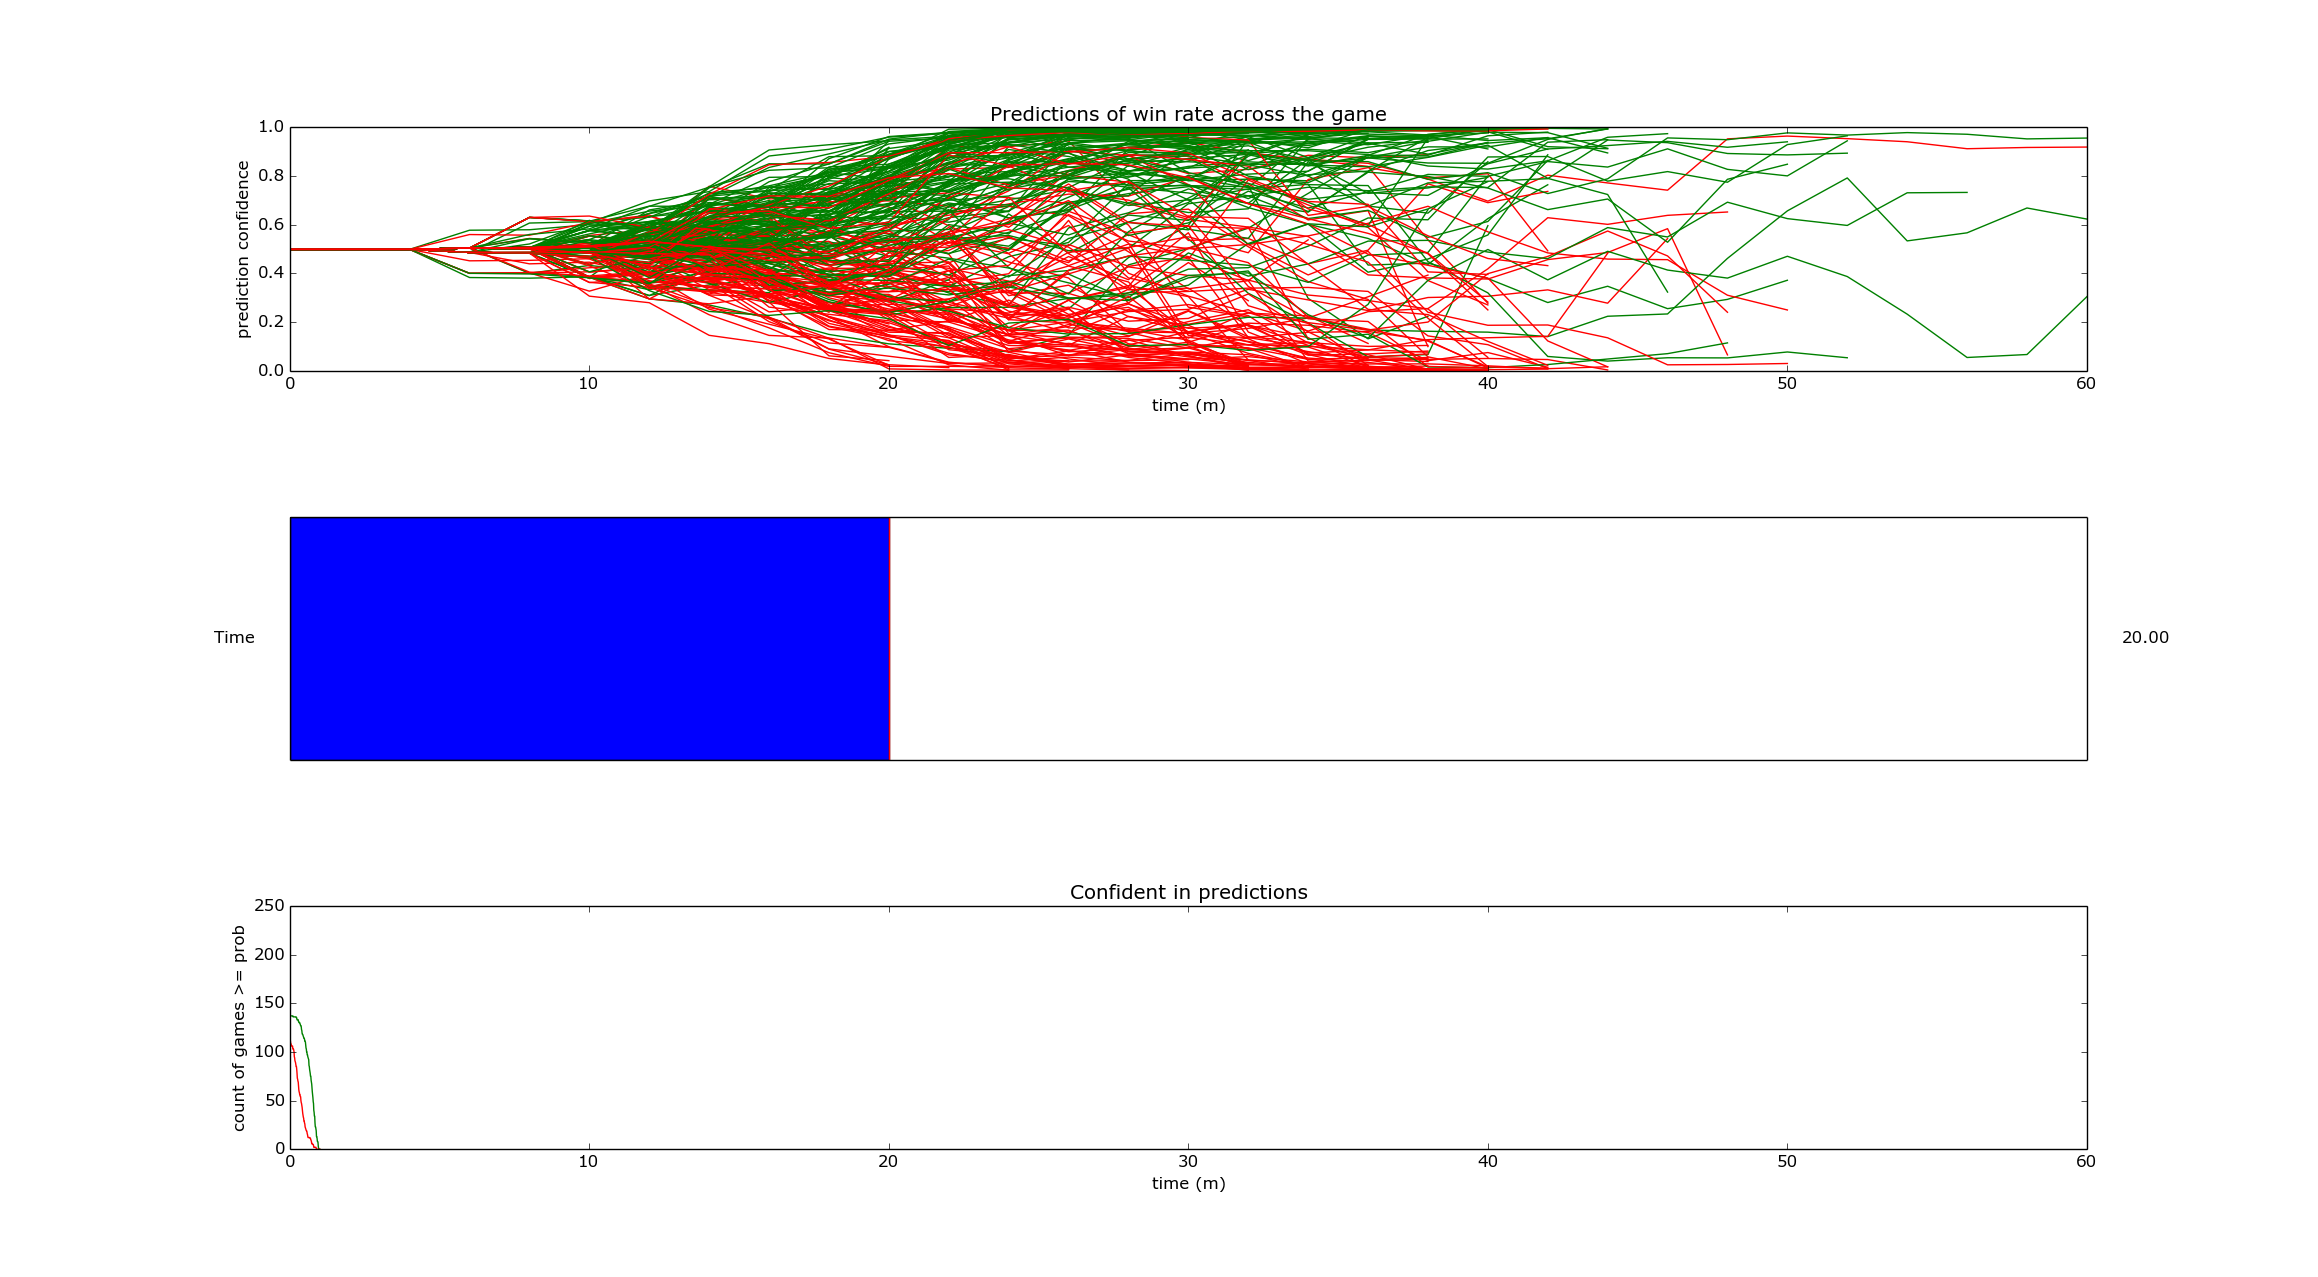 Predictions of win rate across the game
1.0
0.8
0.6
0.4
0.2
0.0
prediction confidence
0 10 20 30 40 50 60
time (m)
Time
20.00
Confident in predictions
250
200
150
100
50
0
count of games >= prob
0 10 20 30 40 50 60
time (m)